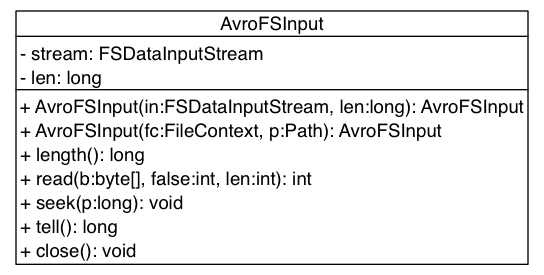 AvroFSInput
- stream: FSDataInputStream
- len: long
+ AvroFSInput(in:FSDataInputStream, len:long): AvroFSInput
+ AvroFSInput(fc:FileContext, p:Path): AvroFSInput
+ length(): long
+ read(b:byte[], false:int, len:int): int
+ seek(p:long): void
+ tell(): long
+ close(): void